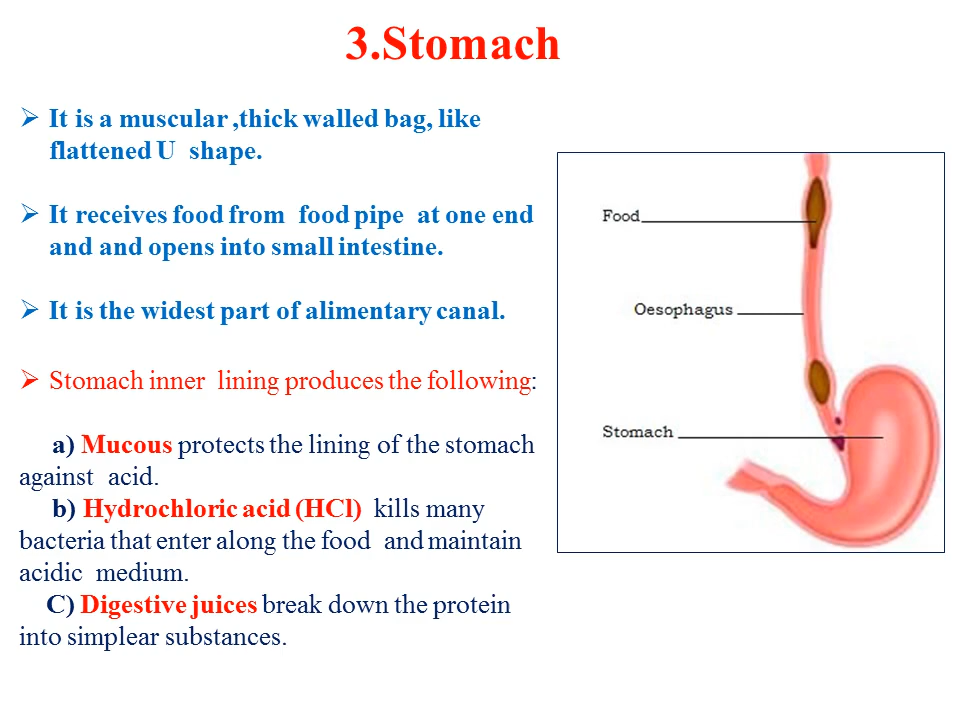 3.Stomach
➢ It is a muscular ,thick walled bag, like
flattened U shape.
➢ It receives food from food pipe at one end
and and opens into small intestine.
➢ It is the widest part of alimentary canal.
➢ Stomach inner lining produces the following:
a) Mucous protects the lining of the stomach
against acid.
b) Hydrochloric acid (HCl) kills many
bacteria that enter along the food and maintain
acidic medium.
C) Digestive juices break down the protein
into simplear substances.
Food
Oesophagus
Stomach